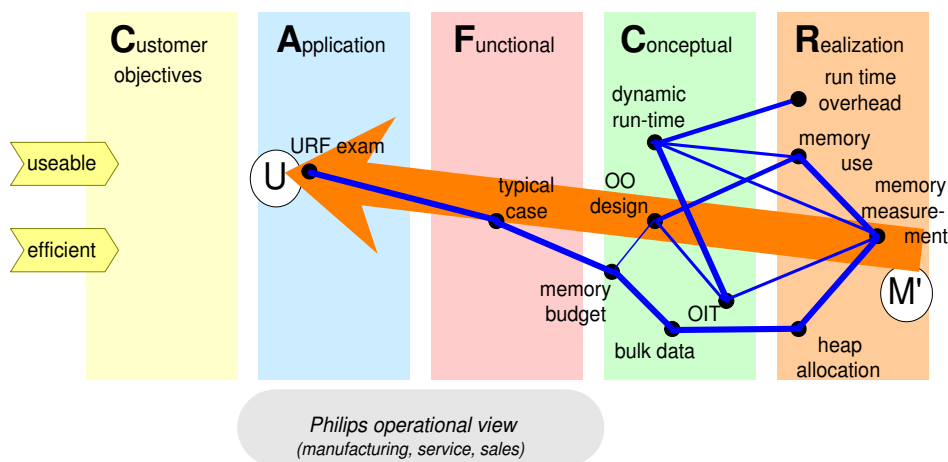 Customer
objectives
Application
Functional
Conceptual
Realization
run time
overhead
dynamic
run-time
useable
URF exam
U
memory
use
typical
case
OO
design
memory
measure-
ment
efficient
memory
budget
OIT
M'
bulk data
heap
allocation
Philips operational view
(manufacturing, service, sales)